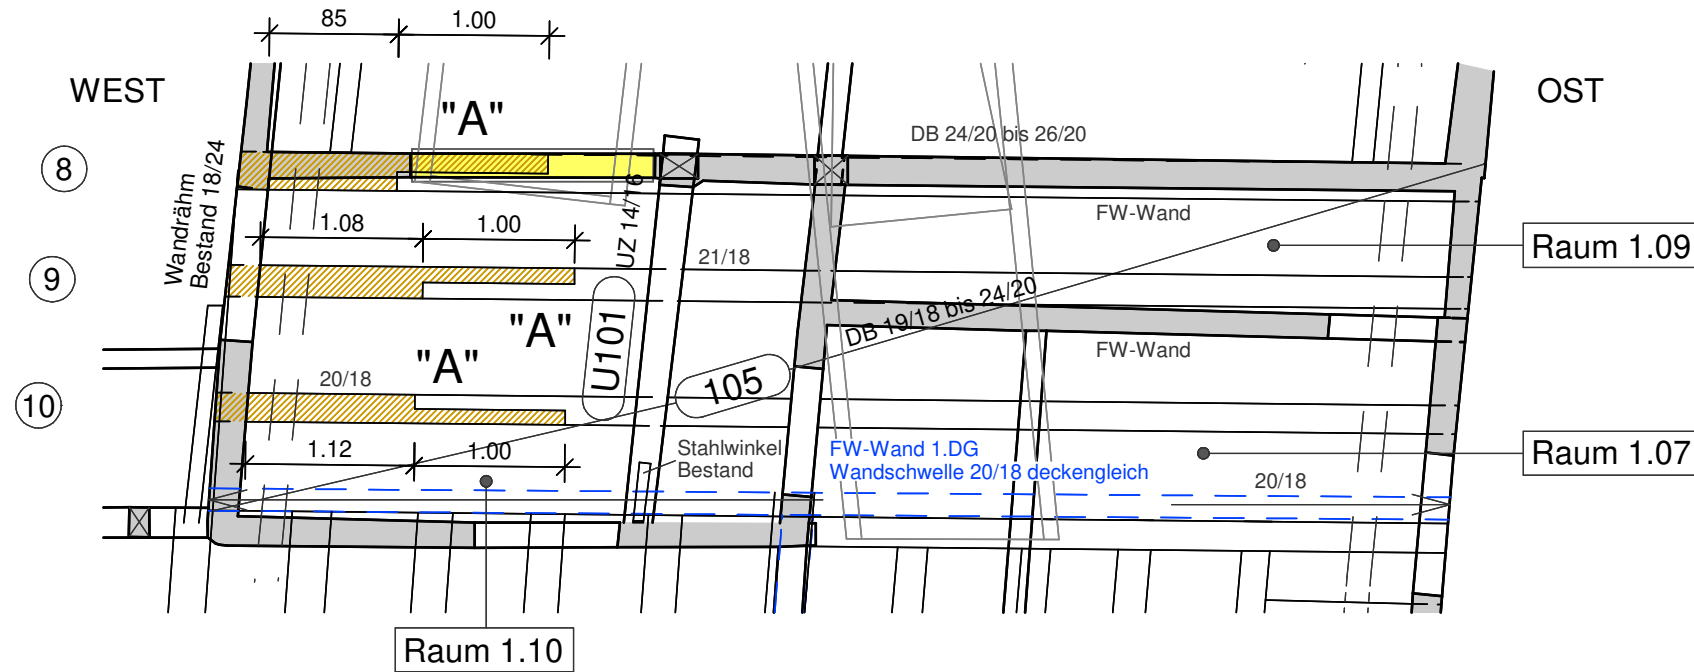 85
1.00
WEST
OST
"A"
DB 24/20 bis 26/20
8
Wandrähm
Bestand 18/24
UZ 14/16
FW-Wand
1.08
1.00
Raum 1.09
21/18
9
DB 19/18 bis 24/20
"A"
U101
FW-Wand
"A"
20/18
105
10
1.12
1.00
Stahlwinkel
Bestand
FW-Wand 1.DG
Wandschwelle 20/18 deckengleich
Raum 1.07
20/18
Raum 1.10